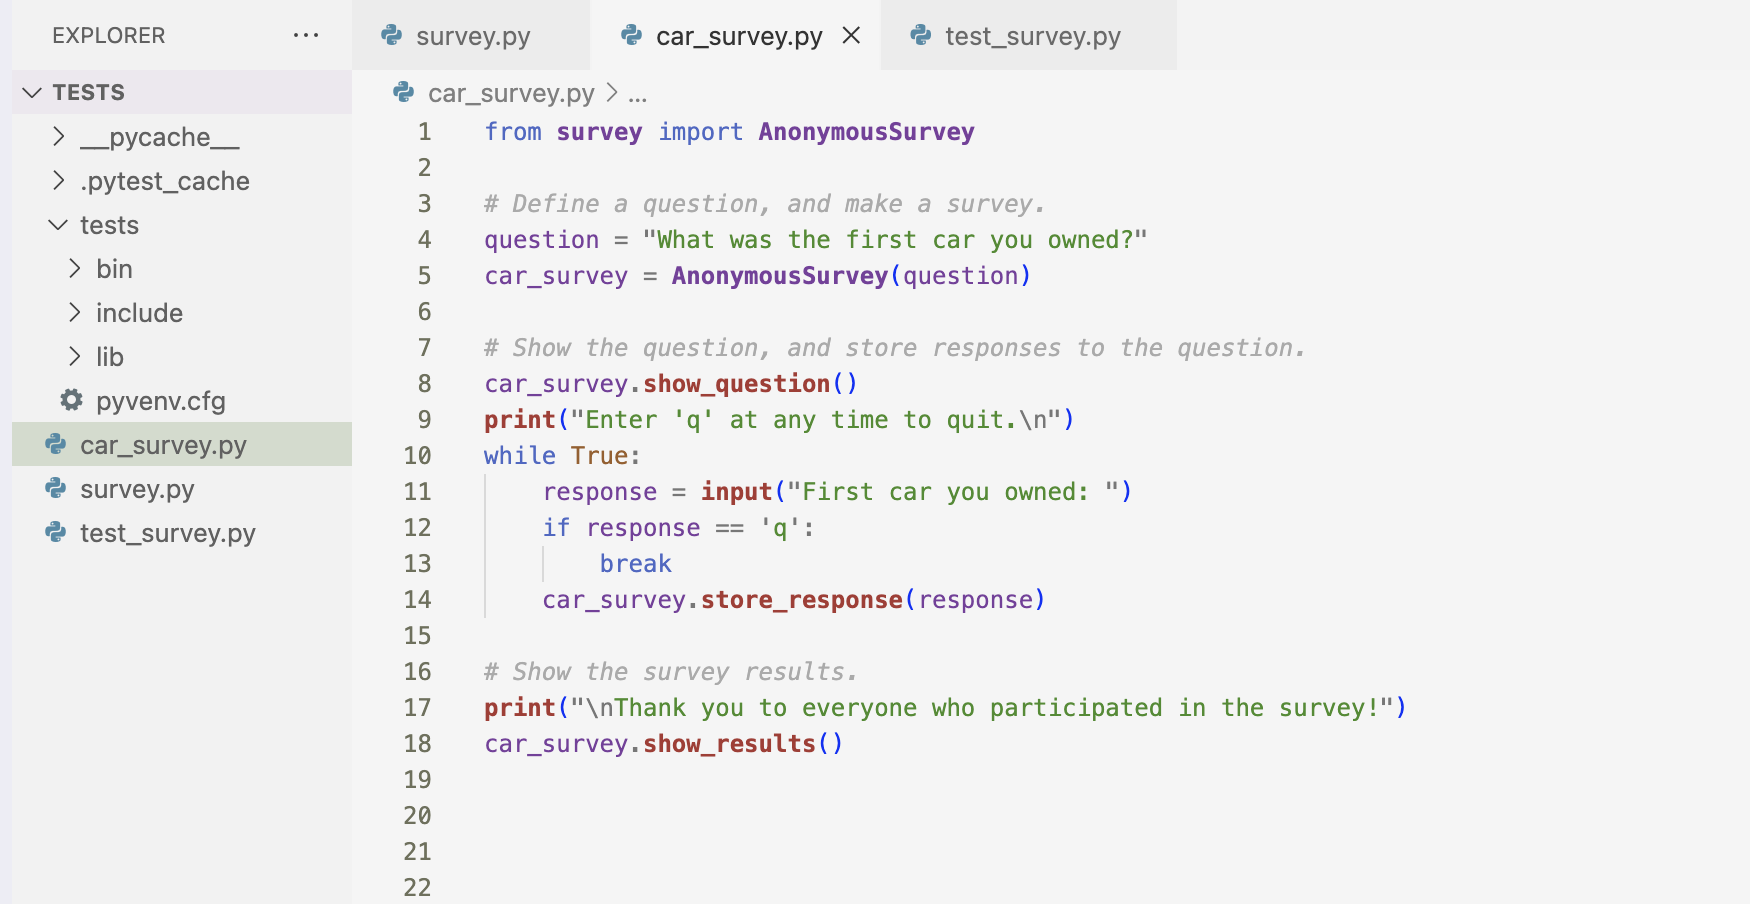 EXPLORER ...
TESTS
__pycache__
.pytest_cache
tests
bin
include
lib
pyvenv.cfg
car_survey.py
survey.py
test_survey.py
survey.py car_survey.py test_survey.py
car_survey.py > ...
1 from survey import AnonymousSurvey
2
3 # Define a question, and make a survey.
4 question = "What was the first car you owned?"
5 car_survey = AnonymousSurvey(question)
6
7 # Show the question, and store responses to the question.
8 car_survey.show_question()
9 print("Enter 'q' at any time to quit.\n")
10 while True:
11     response = input("First car you owned: ")
12     if response == 'q':
13         break
14     car_survey.store_response(response)
15
16 # Show the survey results.
17 print("\nThank you to everyone who participated in the survey!")
18 car_survey.show_results()
19
20
21
22